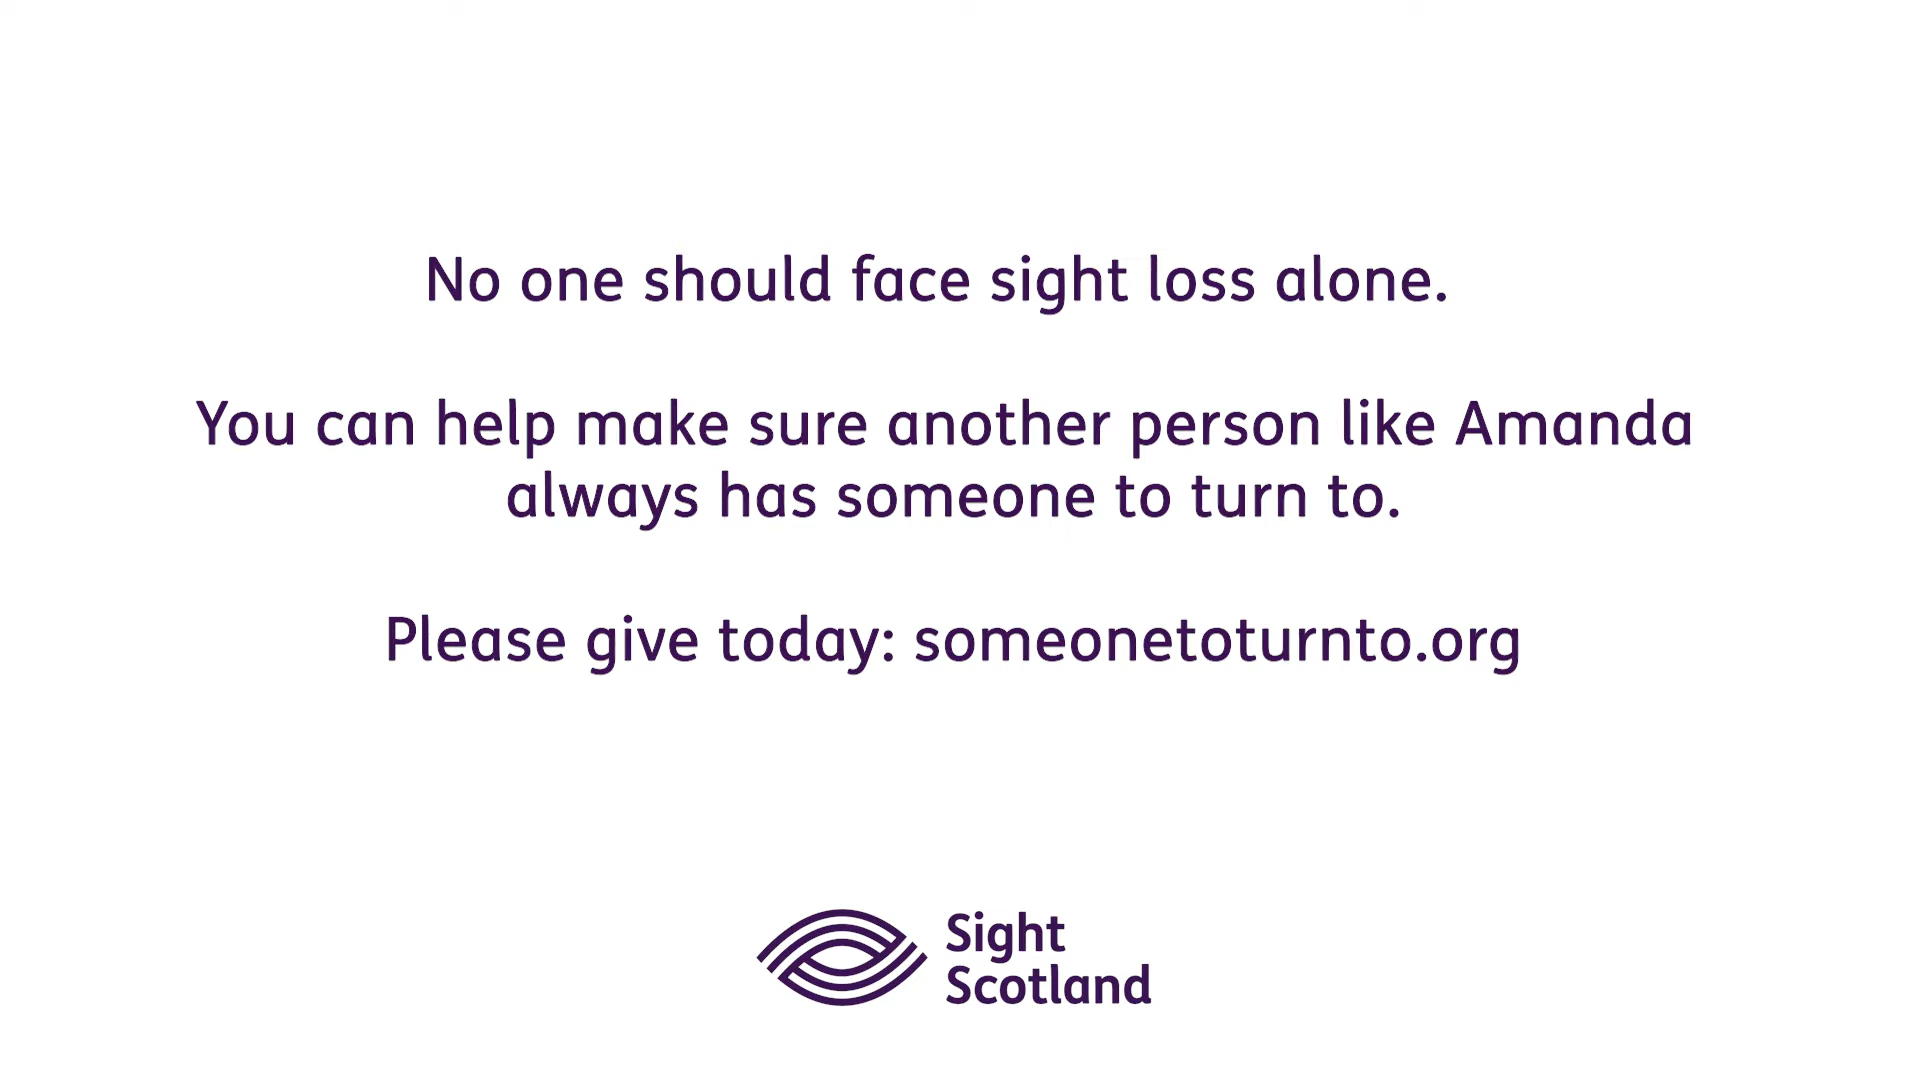 No one should face sight loss alone.
You can help make sure another person like Amanda
always has someone to turn to.
Please give today: someonetoturnto.org
Sight
Scotland